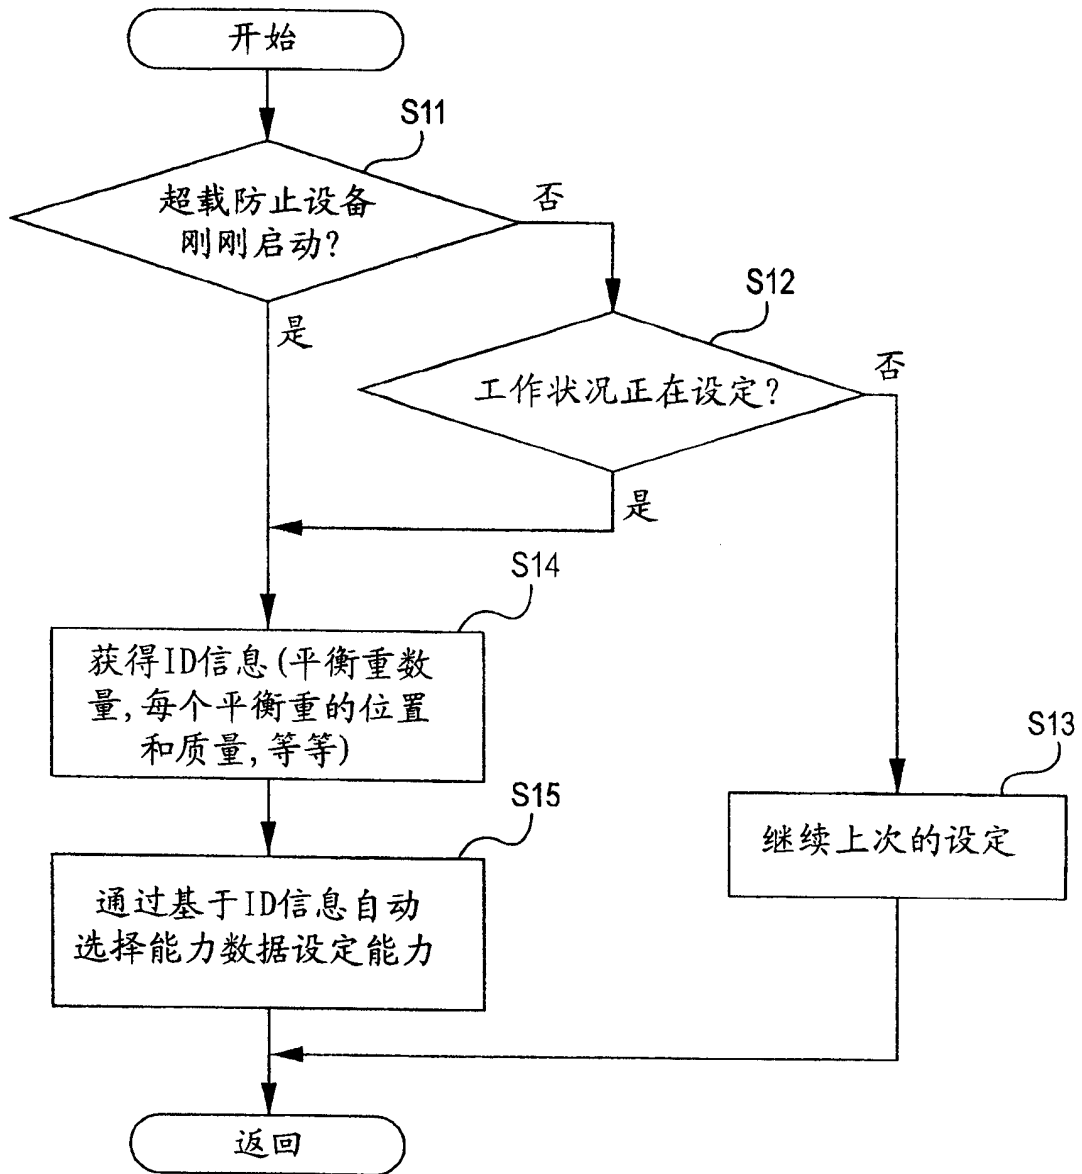 开始
S11
超载防止设备
刚刚启动?
否
是
S12
工作状况正在设定?
否
是
S14
获得ID信息(平衡重数
量,每个平衡重的位置
和质量,等等)
S13
继续上次的设定
S15
通过基于ID信息自动
选择能力数据设定能力
返回